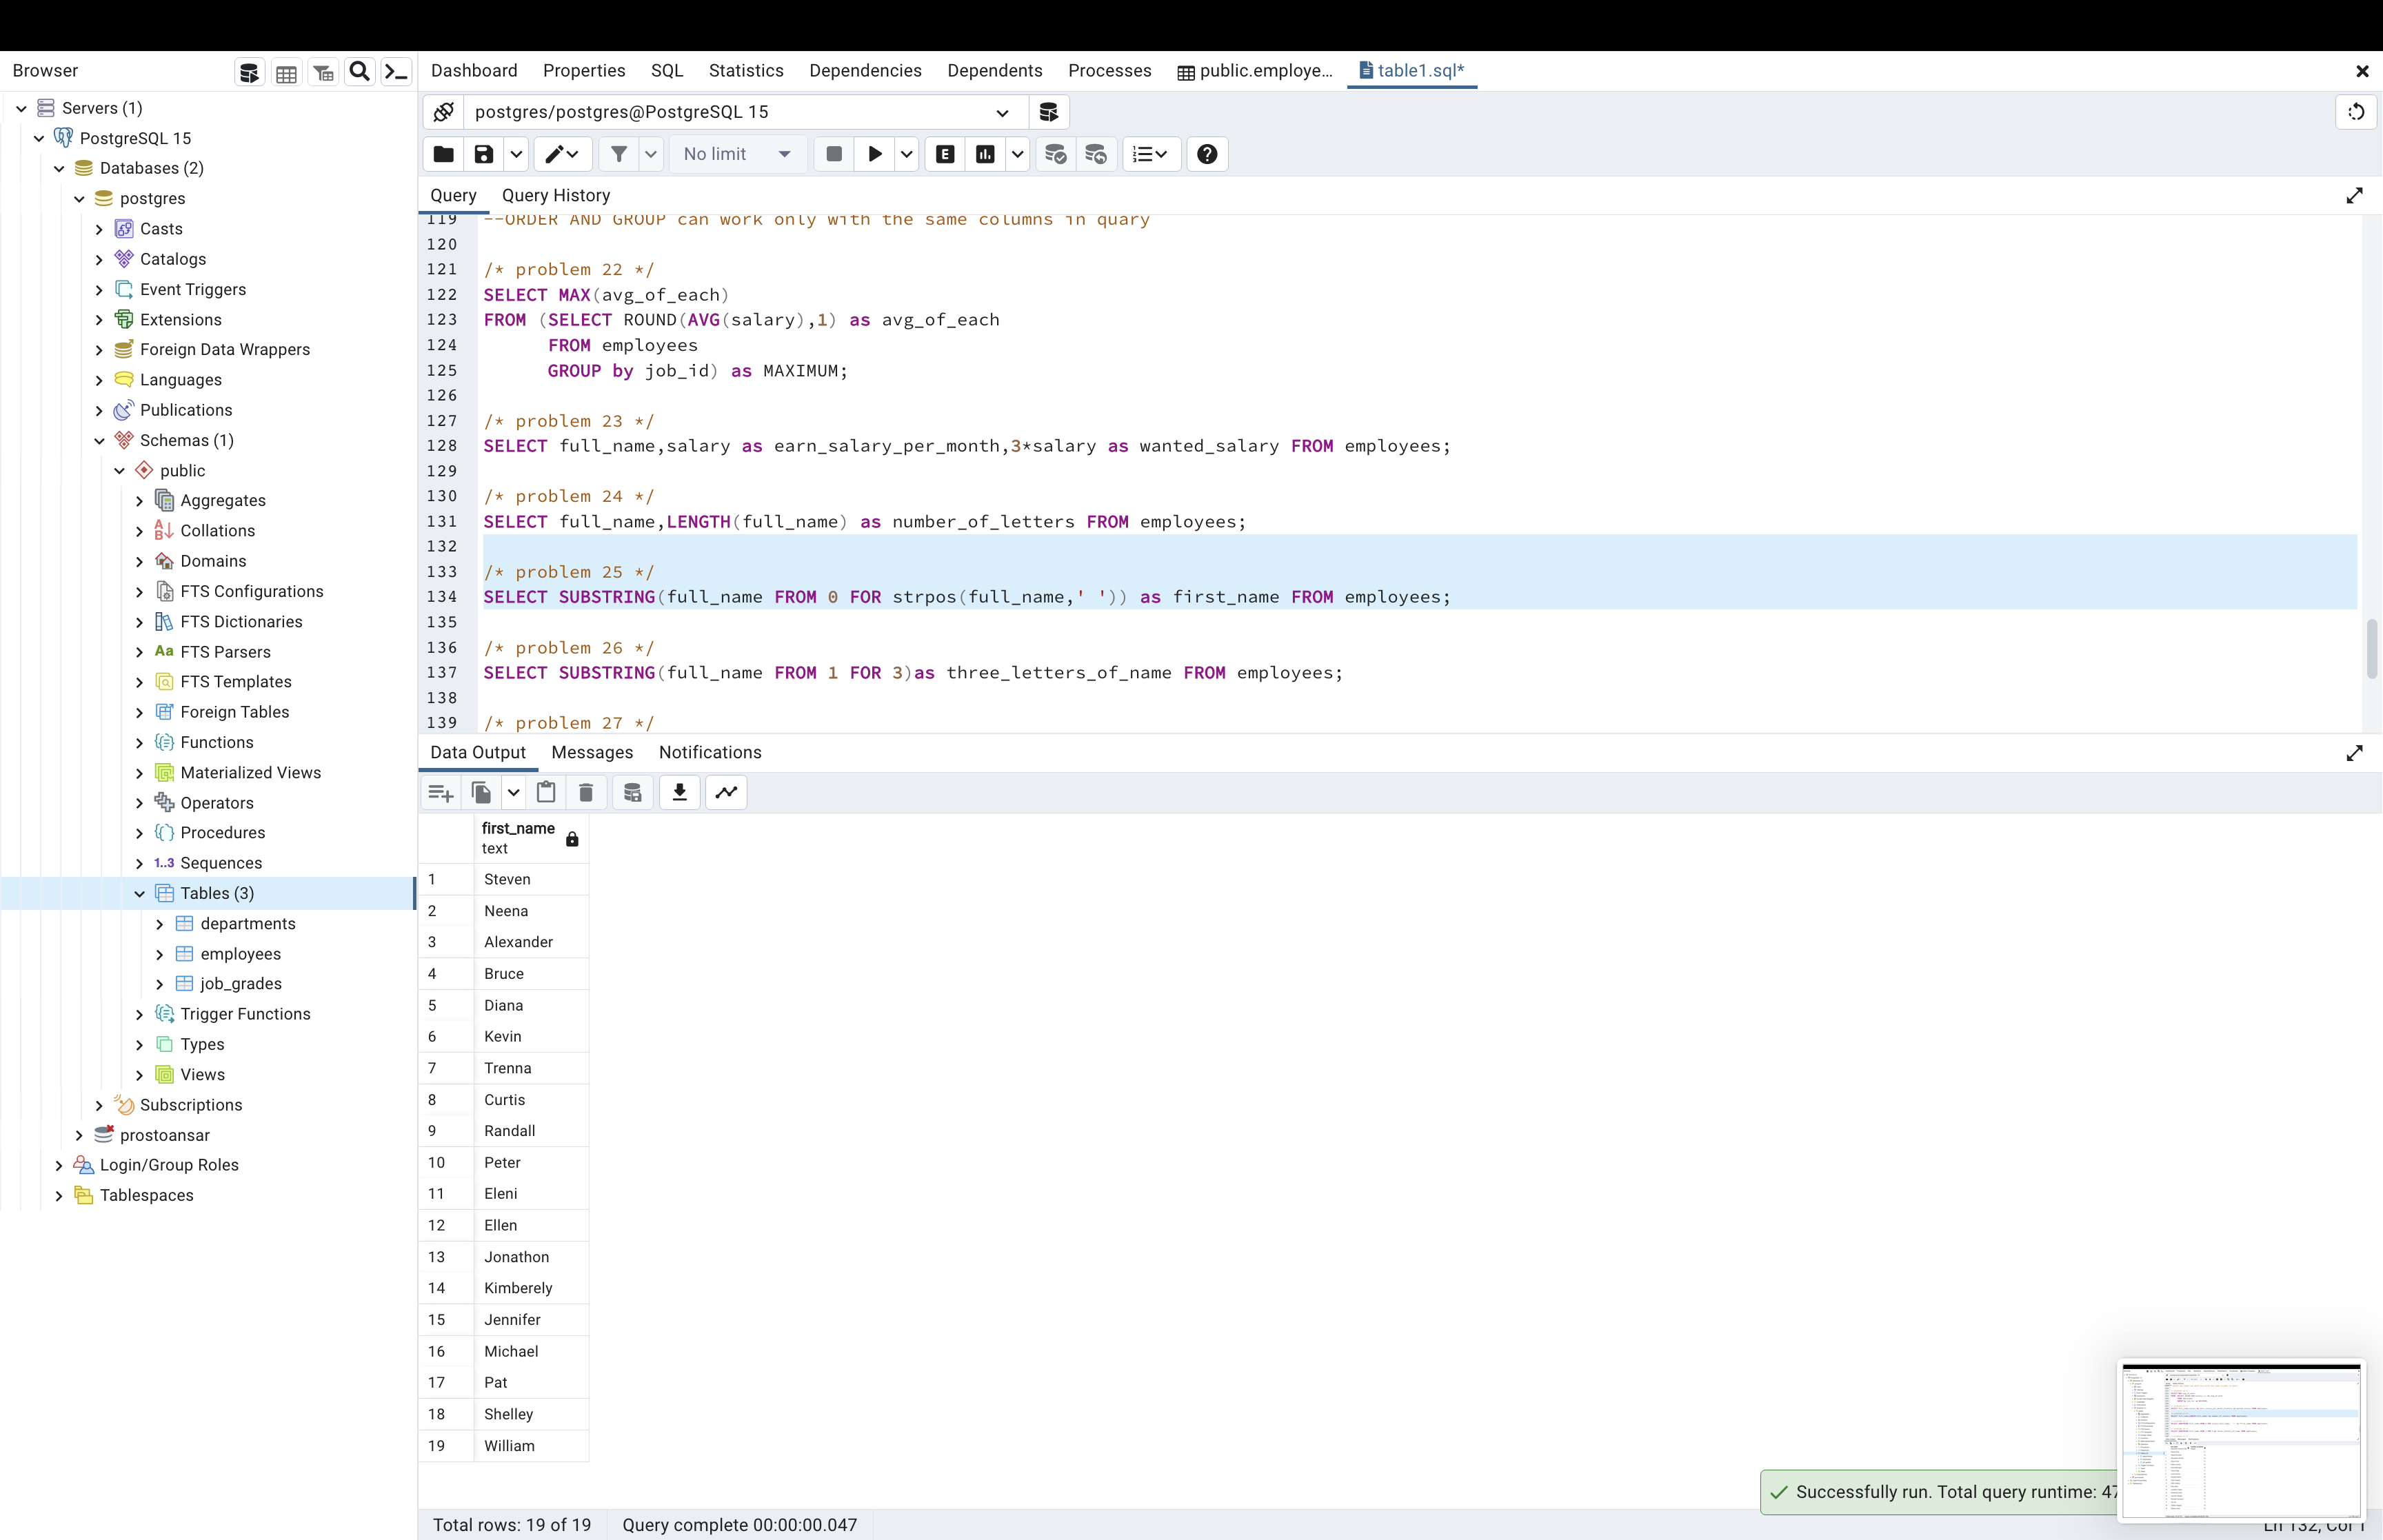 Browser
Servers (1)
PostgreSQL 15
Databases (2)
postgres
Casts
Catalogs
Event Triggers
Extensions
Foreign Data Wrappers
Languages
Publications
Schemas (1)
public
Aggregates
Collations
Domains
FTS Configurations
FTS Dictionaries
FTS Parsers
FTS Templates
Foreign Tables
Functions
Materialized Views
Operators
Procedures
Sequences
Tables (3)
departments
employees
job_grades
Trigger Functions
Types
Views
Subscriptions
prostoansar
Login/Group Roles
Tablespaces
Dashboard Properties SQL Statistics Dependencies Dependents Processes public.employe... table1.sql*
postgres/postgres@PostgreSQL 15
No limit
Query Query History
119 --ORDER AND GROUP can work only with the same columns in quary
120
121 /* problem 22 */
122 SELECT MAX(avg_of_each)
123 FROM (SELECT ROUND(AVG(salary),1) as avg_of_each
124 FROM employees
125 GROUP by job_id) as MAXIMUM;
126
127 /* problem 23 */
128 SELECT full_name,salary as earn_salary_per_month,3*salary as wanted_salary FROM employees;
129
130 /* problem 24 */
131 SELECT full_name,LENGTH(full_name) as number_of_letters FROM employees;
132
133 /* problem 25 */
134 SELECT SUBSTRING(full_name FROM 0 FOR strpos(full_name,' ')) as first_name FROM employees;
135
136 /* problem 26 */
137 SELECT SUBSTRING(full_name FROM 1 FOR 3)as three_letters_of_name FROM employees;
138
139 /* problem 27 */
Data Output Messages Notifications
first_name
text
1 Steven
2 Neena
3 Alexander
4 Bruce
5 Diana
6 Kevin
7 Trenna
8 Curtis
9 Randall
10 Peter
11 Eleni
12 Ellen
13 Jonathon
14 Kimberely
15 Jennifer
16 Michael
17 Pat
18 Shelley
19 William
Successfully run. Total query runtime: 47
Total rows: 19 of 19 Query complete 00:00:00.047
Ln 132, Col 1